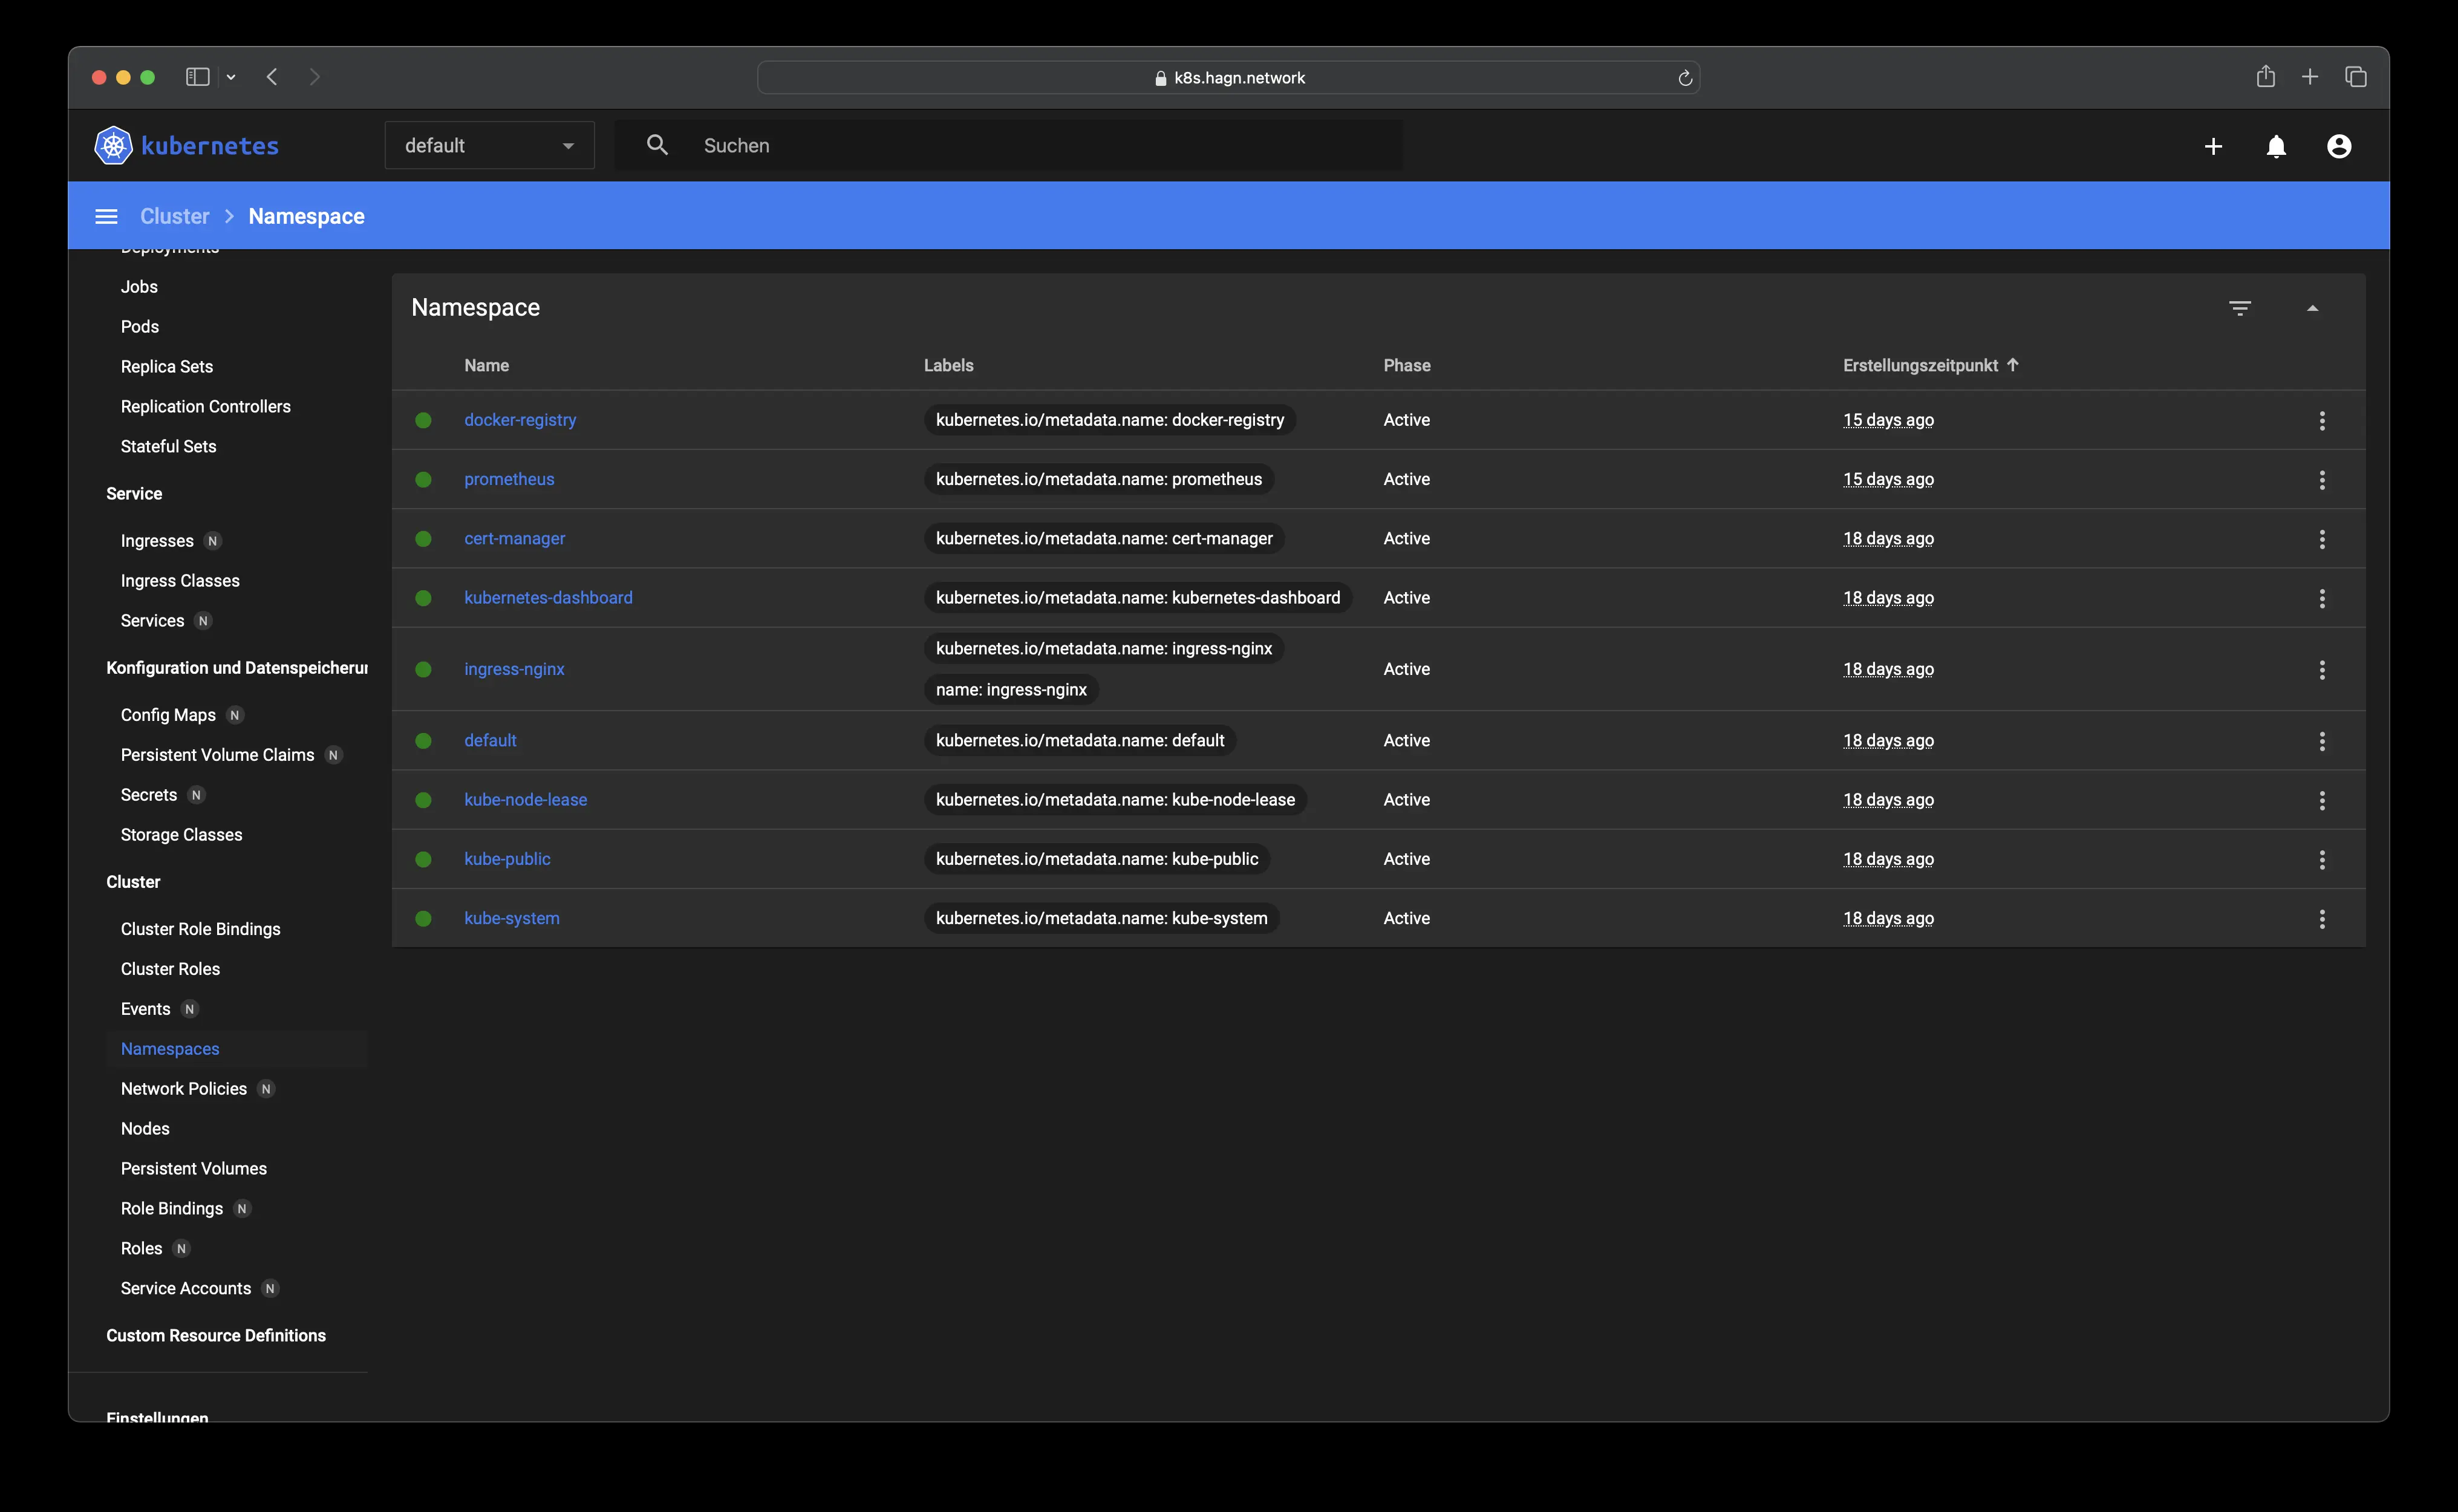 k8s.hagn.network
kubernetes
default
Suchen
Cluster > Namespace
Deployments
Jobs
Pods
Replica Sets
Replication Controllers
Stateful Sets
Service
Ingresses N
Ingress Classes
Services N
Konfiguration und Datenspeicherun
Config Maps N
Persistent Volume Claims N
Secrets N
Storage Classes
Cluster
Cluster Role Bindings
Cluster Roles
Events N
Namespaces
Network Policies N
Nodes
Persistent Volumes
Role Bindings N
Roles N
Service Accounts N
Custom Resource Definitions
Einstellungen
Namespace
Name Labels Phase Erstellungszeitpunkt
docker-registry kubernetes.io/metadata.name: docker-registry Active 15 days ago
prometheus kubernetes.io/metadata.name: prometheus Active 15 days ago
cert-manager kubernetes.io/metadata.name: cert-manager Active 18 days ago
kubernetes-dashboard kubernetes.io/metadata.name: kubernetes-dashboard Active 18 days ago
ingress-nginx kubernetes.io/metadata.name: ingress-nginx Active 18 days ago
name: ingress-nginx
default kubernetes.io/metadata.name: default Active 18 days ago
kube-node-lease kubernetes.io/metadata.name: kube-node-lease Active 18 days ago
kube-public kubernetes.io/metadata.name: kube-public Active 18 days ago
kube-system kubernetes.io/metadata.name: kube-system Active 18 days ago